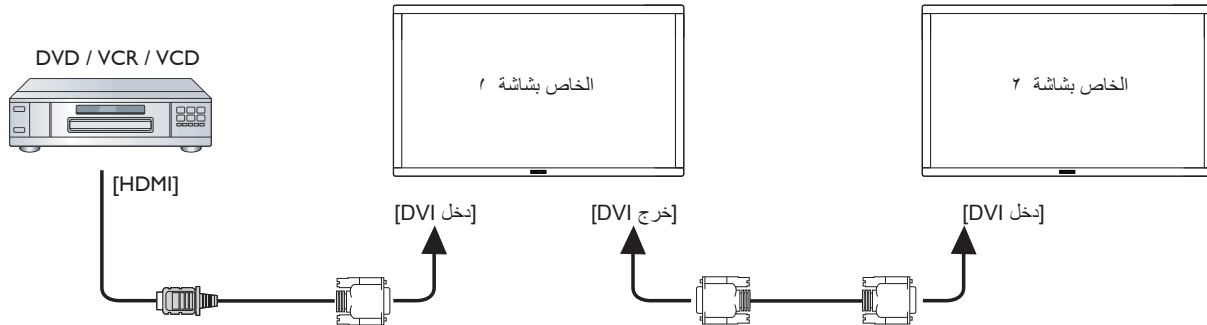 DVD / VCR / VCD
الخاص بشاشة ١
الخاص بشاشة ٢
[HDMI]
[دخل DVI]
[خرج DVI]
[دخل DVI]